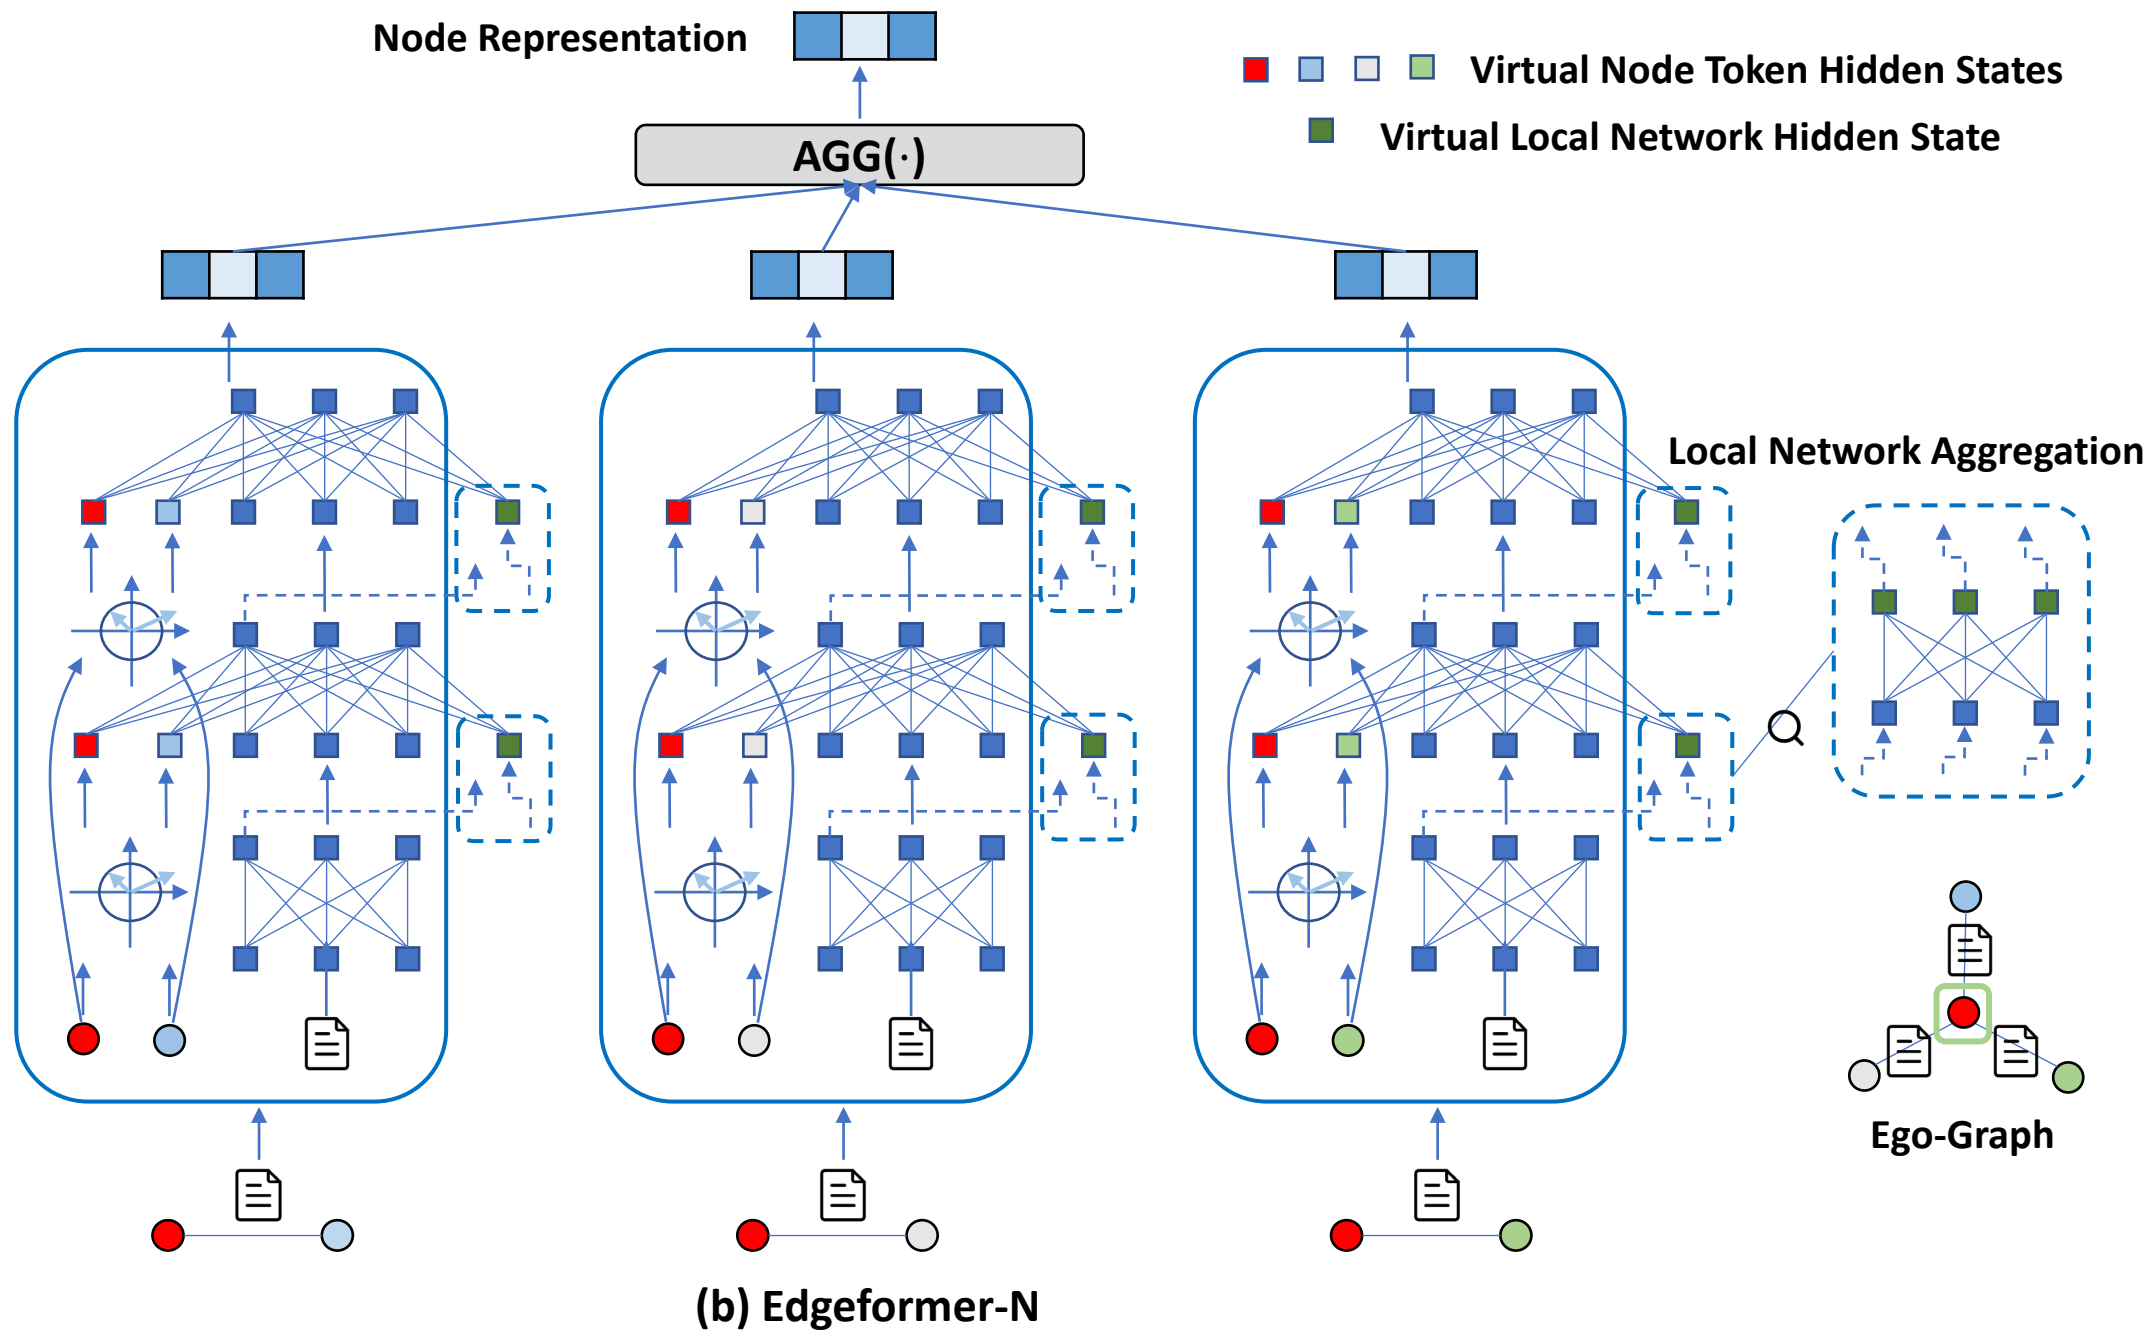 Node Representation
Virtual Node Token Hidden States
Virtual Local Network Hidden State
AGG(·)
Local Network Aggregation
Ego-Graph
(b) Edgeformer-N